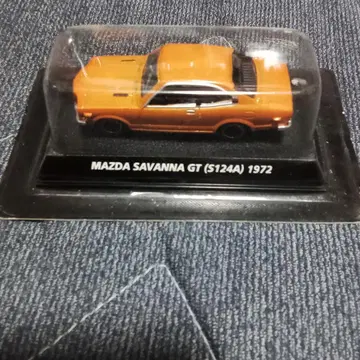 MAZDA SAVANNA GT (S124A) 1972